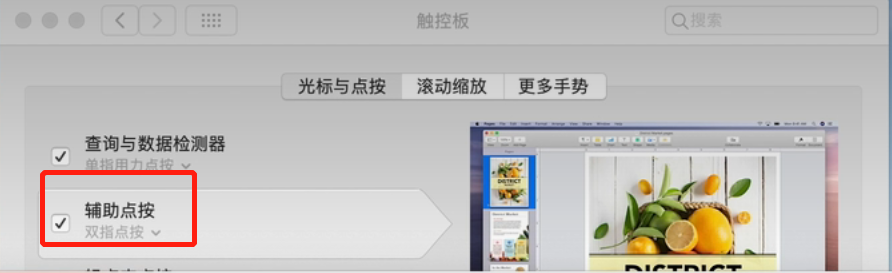 触控板
搜索
光标与点按
滚动缩放
更多手势
查询与数据检测器
单指用力点按
辅助点按
双指点按
DISTRICT
DISTRICT